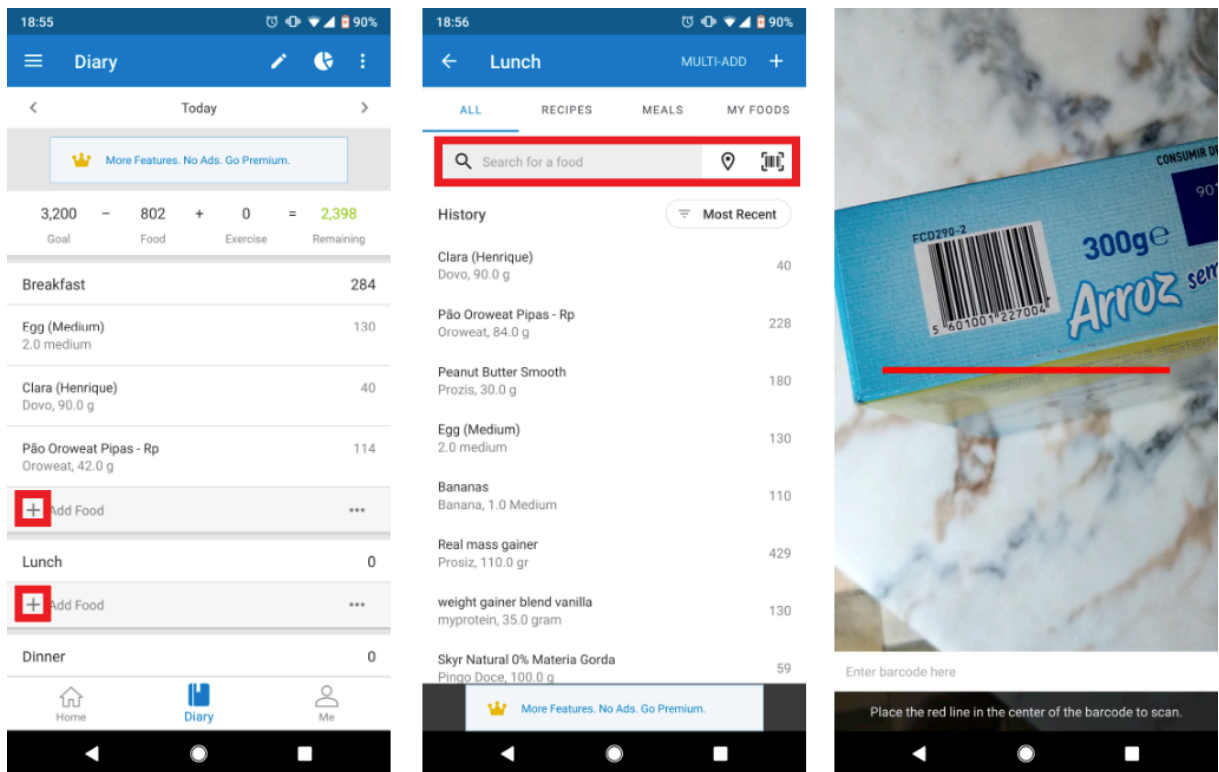 18:55
90%
Diary
Today
More Features. No Ads. Go Premium.
3,200 – 802 + 0 = 2,398
Goal Food Exercise Remaining
Breakfast 284
Egg (Medium) 130
2.0 medium
Clara (Henrique) 40
Dovo, 90.0 g
Pão Oroweat Pipas - Rp 114
Oroweat, 42.0 g
Add Food
Lunch 0
Add Food
Dinner 0
Home Diary Me
18:56
90%
Lunch MULTI-ADD +
ALL RECIPES MEALS MY FOODS
Search for a food
History Most Recent
Clara (Henrique) 40
Dovo, 90.0 g
Pão Oroweat Pipas - Rp 228
Oroweat, 84.0 g
Peanut Butter Smooth 180
Prozis, 30.0 g
Egg (Medium) 130
2.0 medium
Bananas 110
Banana, 1.0 Medium
Real mass gainer 429
Prosiz, 110.0 gr
weight gainer blend vanilla 130
myprotein, 35.0 gram
Skyr Natural 0% Materia Gorda 59
Pingo Doce, 100.0 g
More Features. No Ads. Go Premium.
CONSUMIR DE
901
FCD290-2
300g℮
Arroz sem
5 601001 227004
Enter barcode here
Place the red line in the center of the barcode to scan.